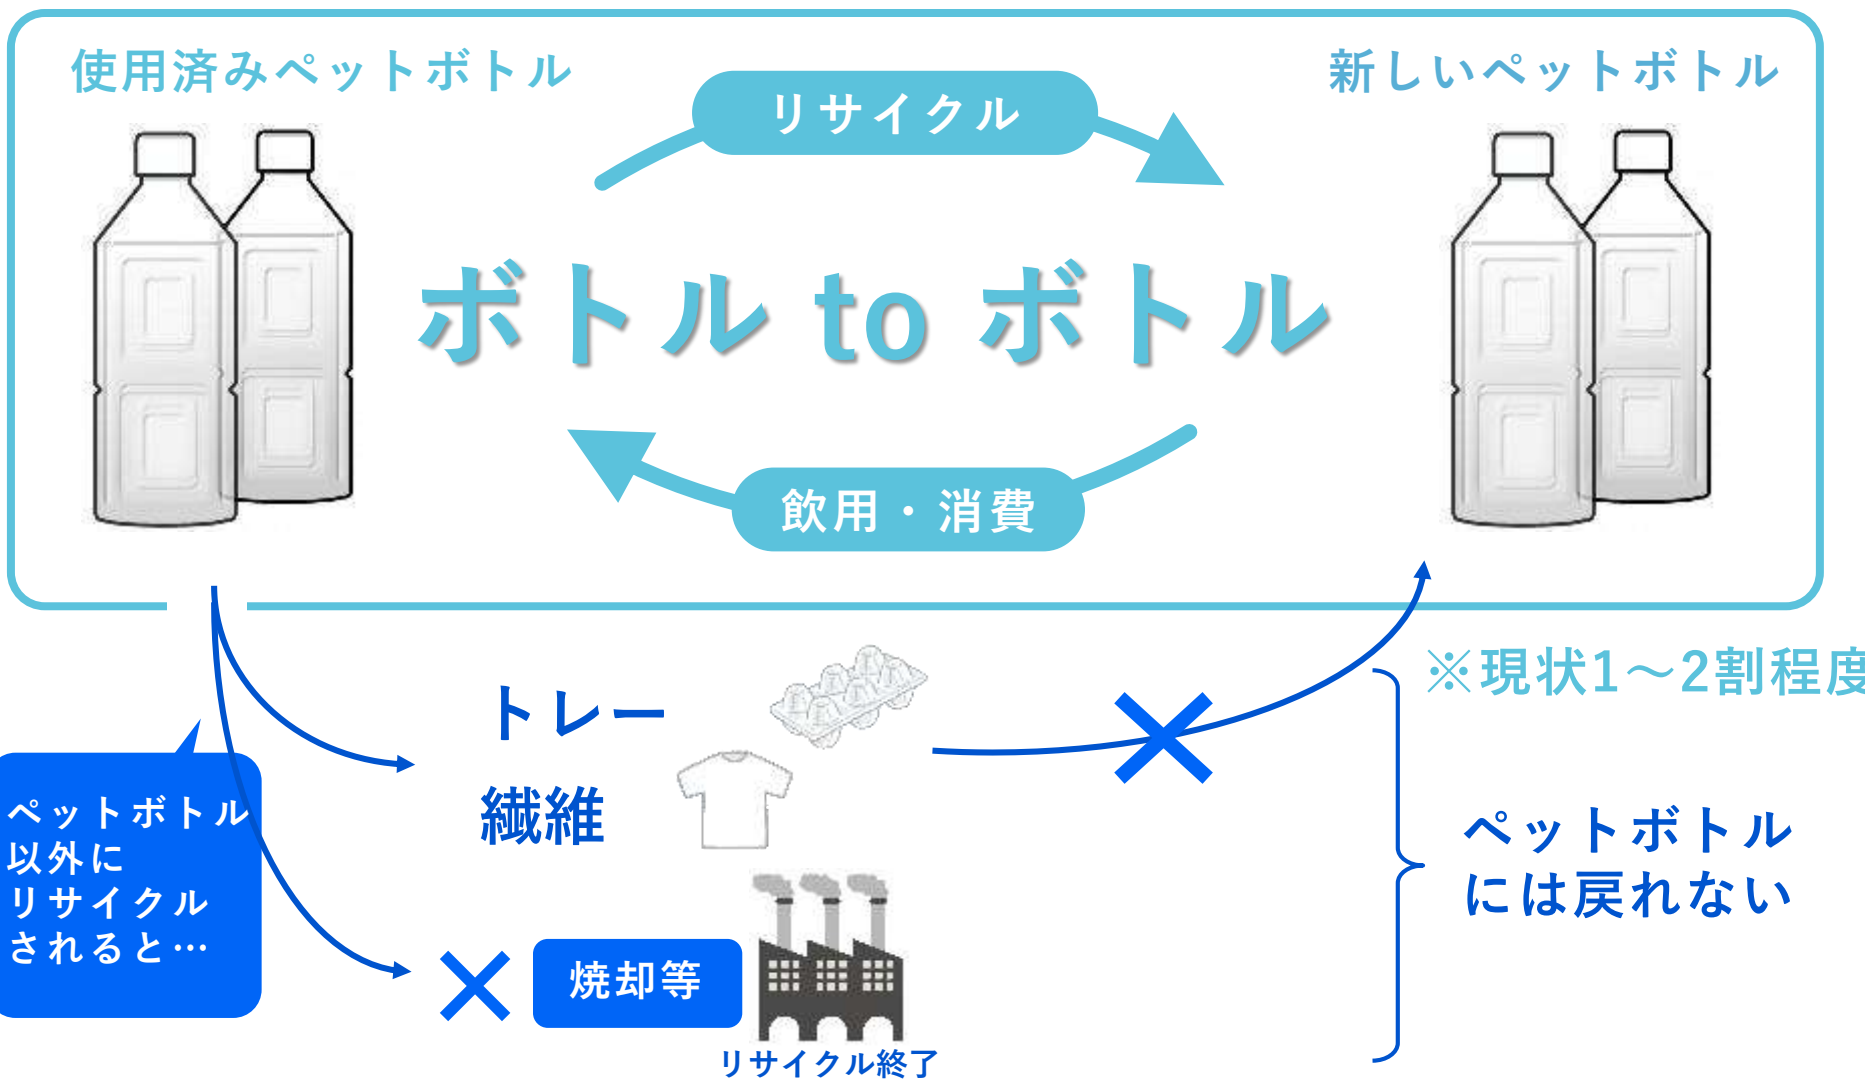 使用済みペットボトル
新しいペットボトル
リサイクル
ボトル to ボトル
飲用・消費
※現状1～2割程度
トレー
繊維
ペットボトル
以外に
リサイクル
されると…
ペットボトル
には戻れない
焼却等
リサイクル終了